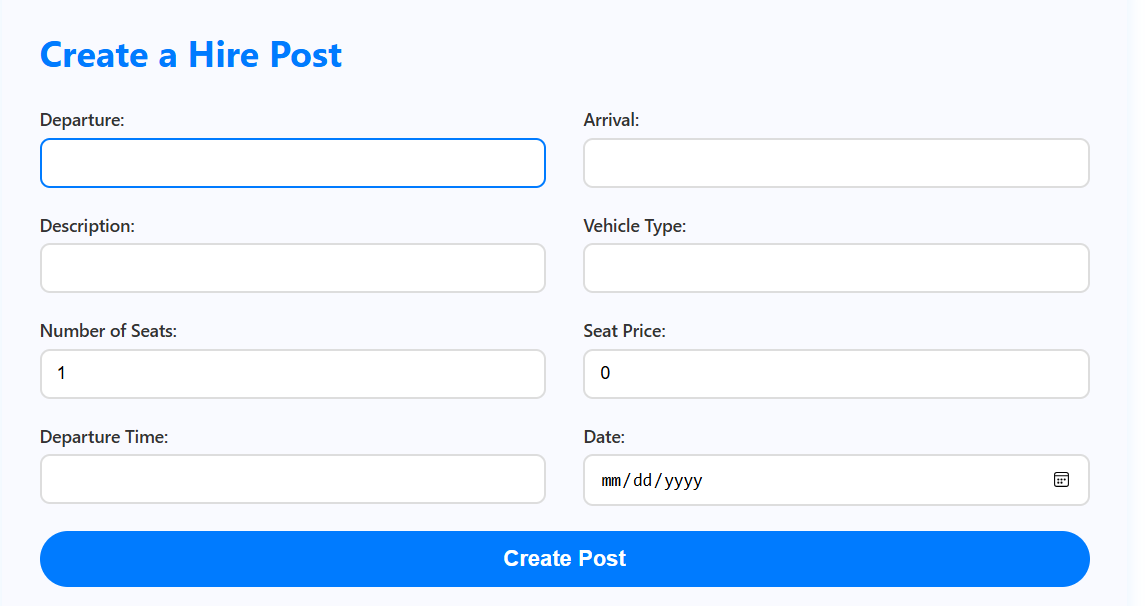 Create a Hire Post
Departure: Arrival:
Description: Vehicle Type:
Number of Seats: Seat Price:
1 0
Departure Time: Date:
mm/dd/yyyy
Create Post